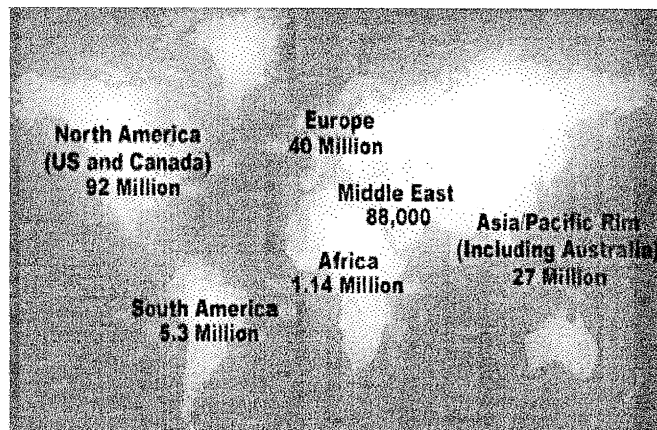 North America
(US and Canada)
92 Million
Europe
40 Million
Middle East
88,000
Asia/Pacific Rim
(Including Australia)
27 Million
Africa
1.14 Million
South America
5.3 Million